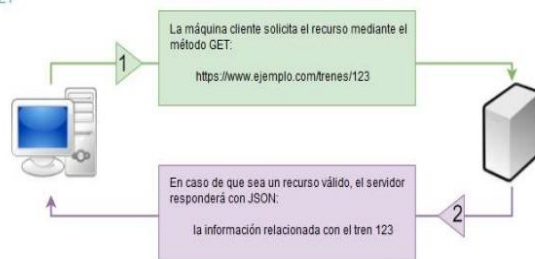 La máquina cliente solicita el recurso mediante el
método GET:
https://www.ejemplo.com/trenes/123
1
En caso de que sea un recurso válido, el servidor
responderá con JSON:
la información relacionada con el tren 123
2